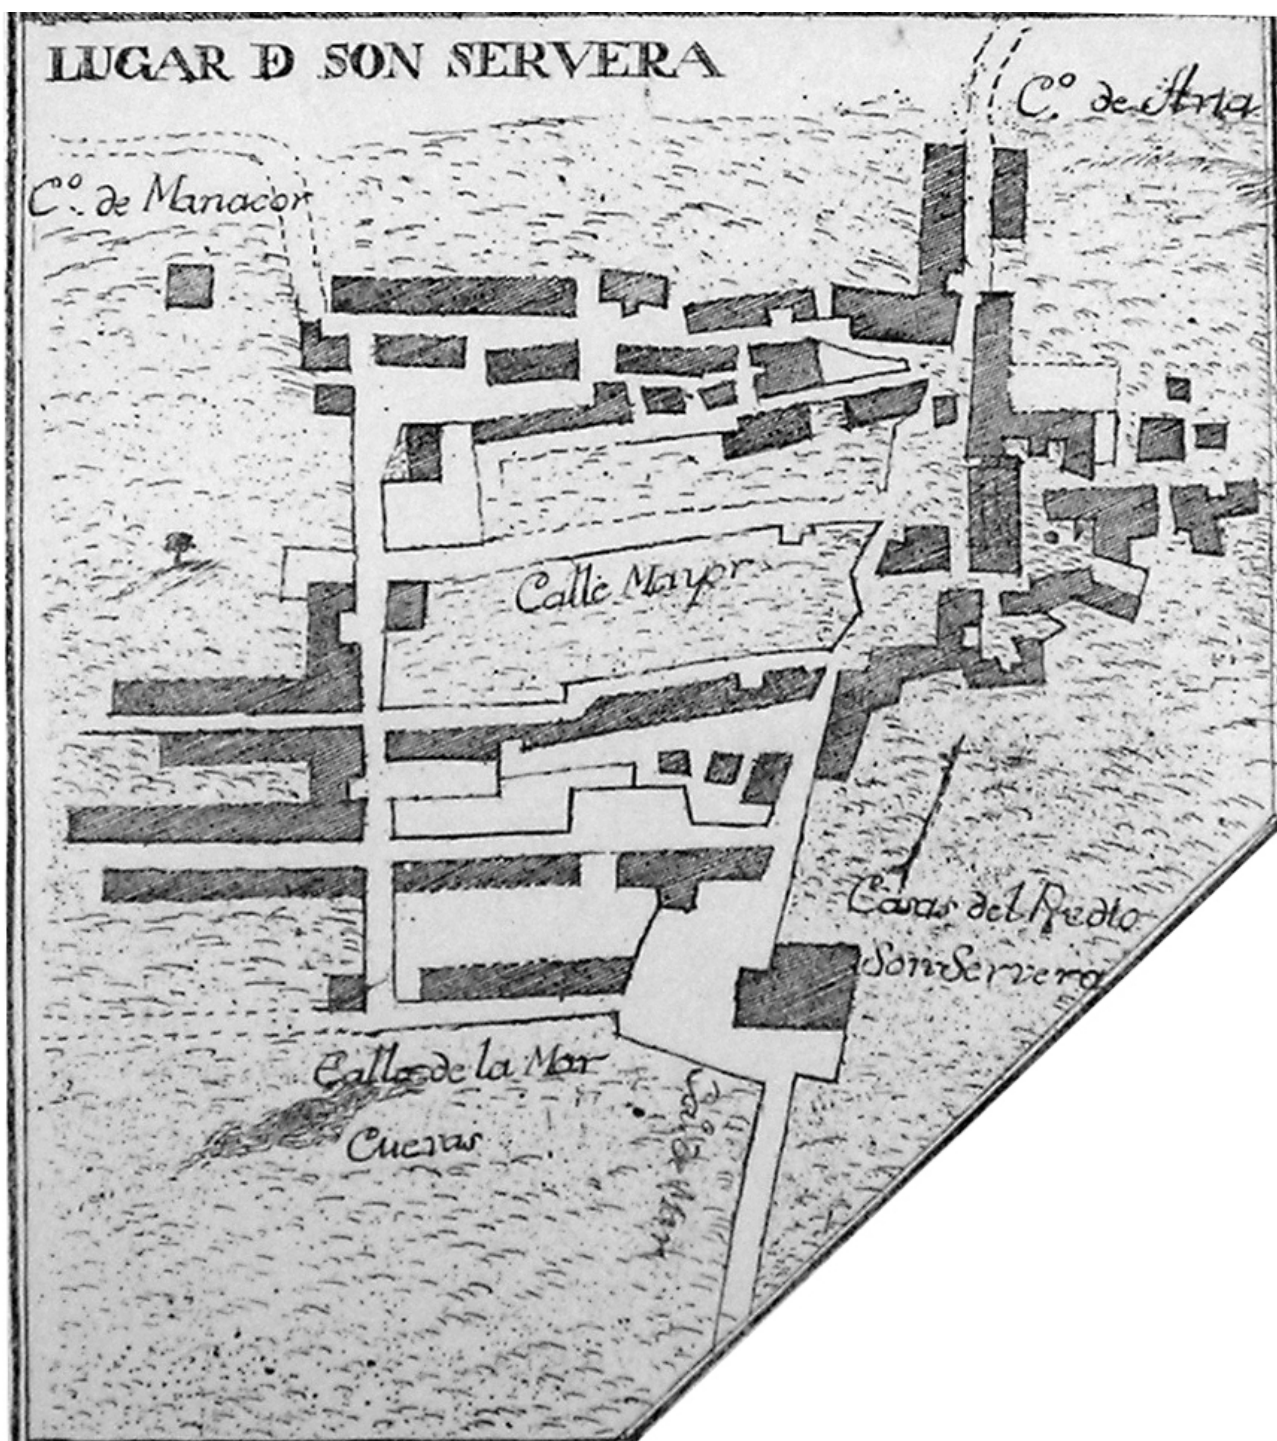 LUGAR D SON SERVERA
Cº. de Arta
Cº. de Manacor
Calle Mayor
Casas del Redto
Son Servera
Calle de la Mar
Cuevas